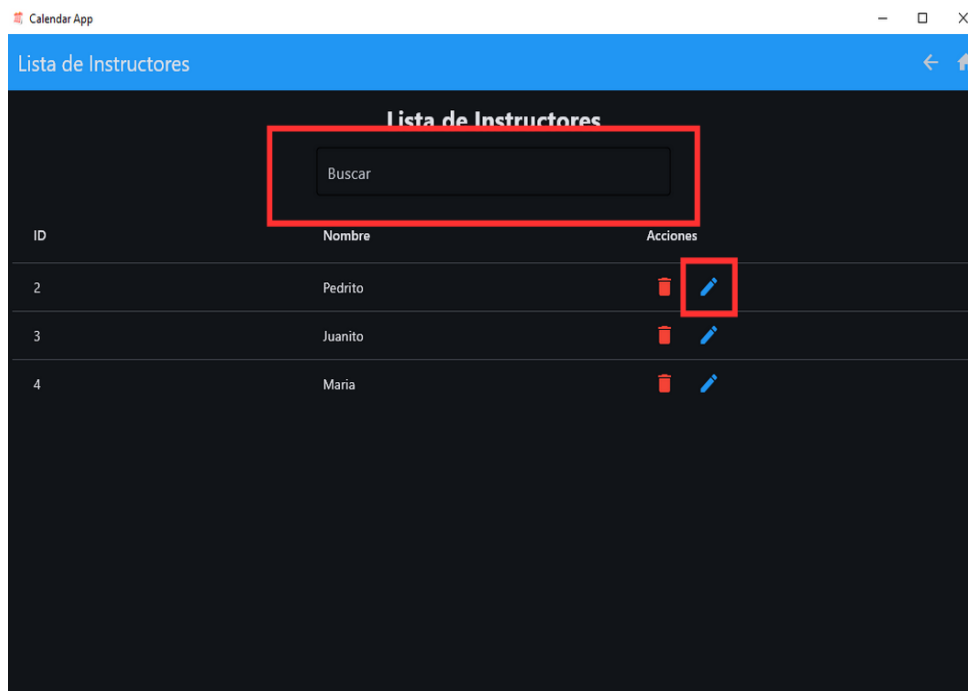 Calendar App
Lista de Instructores
Lista de Instructores
Buscar
ID Nombre Acciones
2 Pedrito
3 Juanito
4 Maria